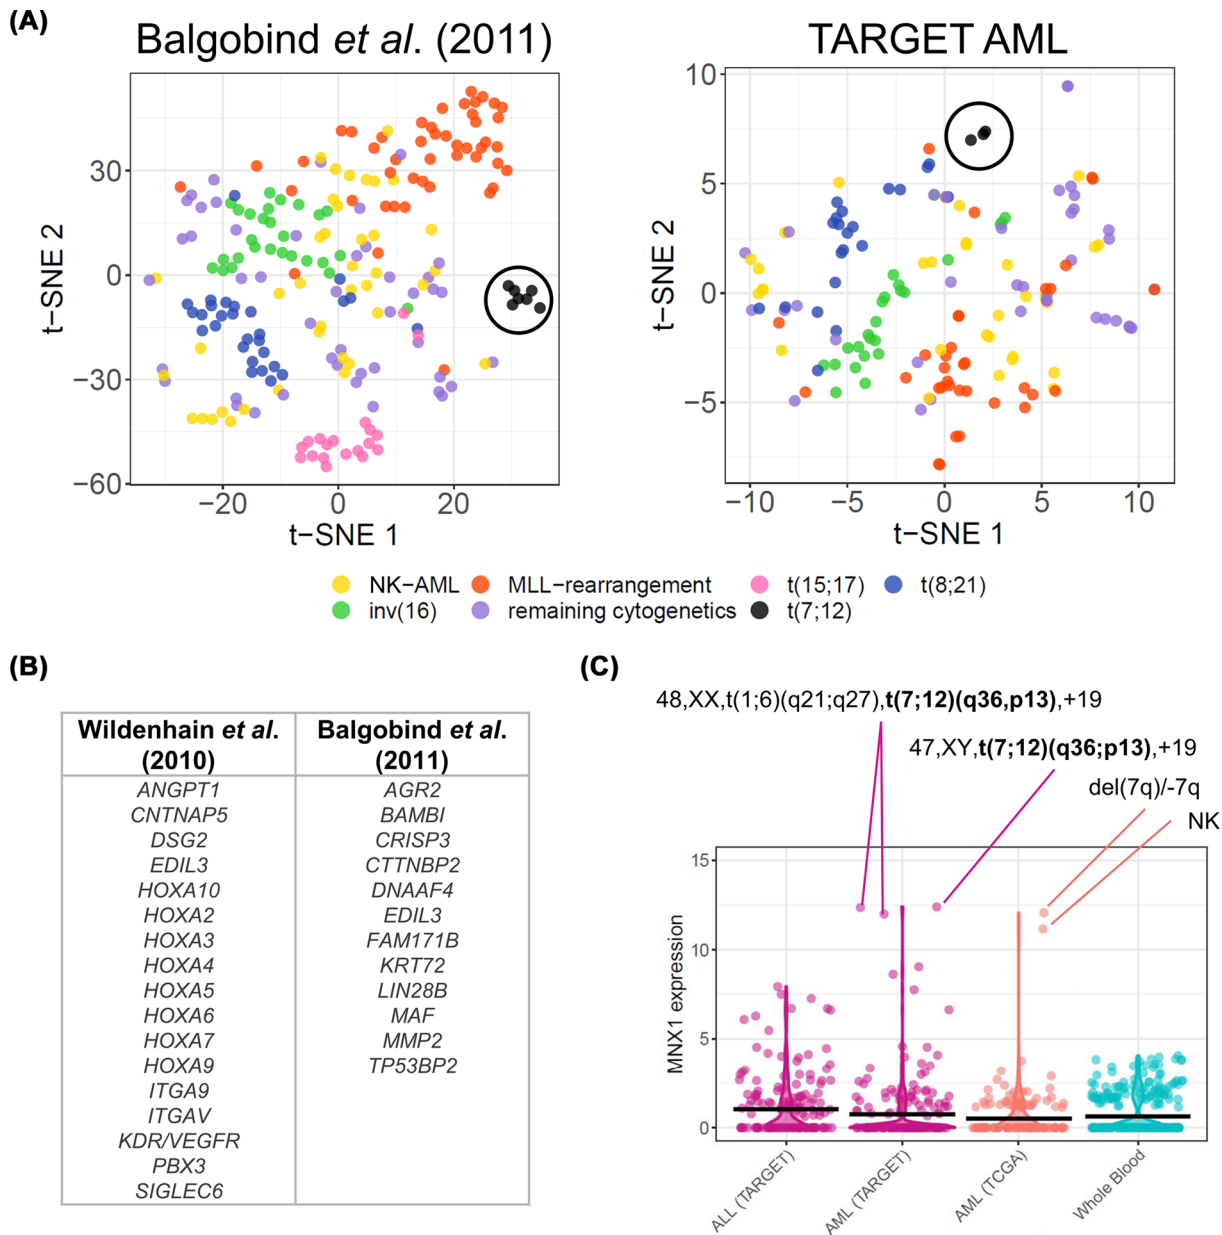 (A)
Balgobind et al. (2011)
TARGET AML
t−SNE 2
30
0
−30
−60
−20
0
20
t−SNE 1
t−SNE 2
10
5
0
−5
−10
−5
0
5
10
t−SNE 1
NK−AML
MLL−rearrangement
t(15;17)
t(8;21)
inv(16)
remaining cytogenetics
t(7;12)
(B)
Wildenhain et al. (2010)
Balgobind et al. (2011)
ANGPT1
AGR2
CNTNAP5
BAMBI
DSG2
CRISP3
EDIL3
CTTNBP2
HOXA10
DNAAF4
HOXA2
EDIL3
HOXA3
FAM171B
HOXA4
KRT72
HOXA5
LIN28B
HOXA6
MAF
HOXA7
MMP2
HOXA9
TP53BP2
ITGA9
ITGAV
KDR/VEGFR
PBX3
SIGLEC6
(C)
48,XX,t(1;6)(q21;q27),t(7;12)(q36,p13),+19
47,XY,t(7;12)(q36;p13),+19
del(7q)/-7q
NK
MNX1 expression
15
10
5
0
ALL (TARGET)
AML (TARGET)
AML (TCGA)
Whole Blood